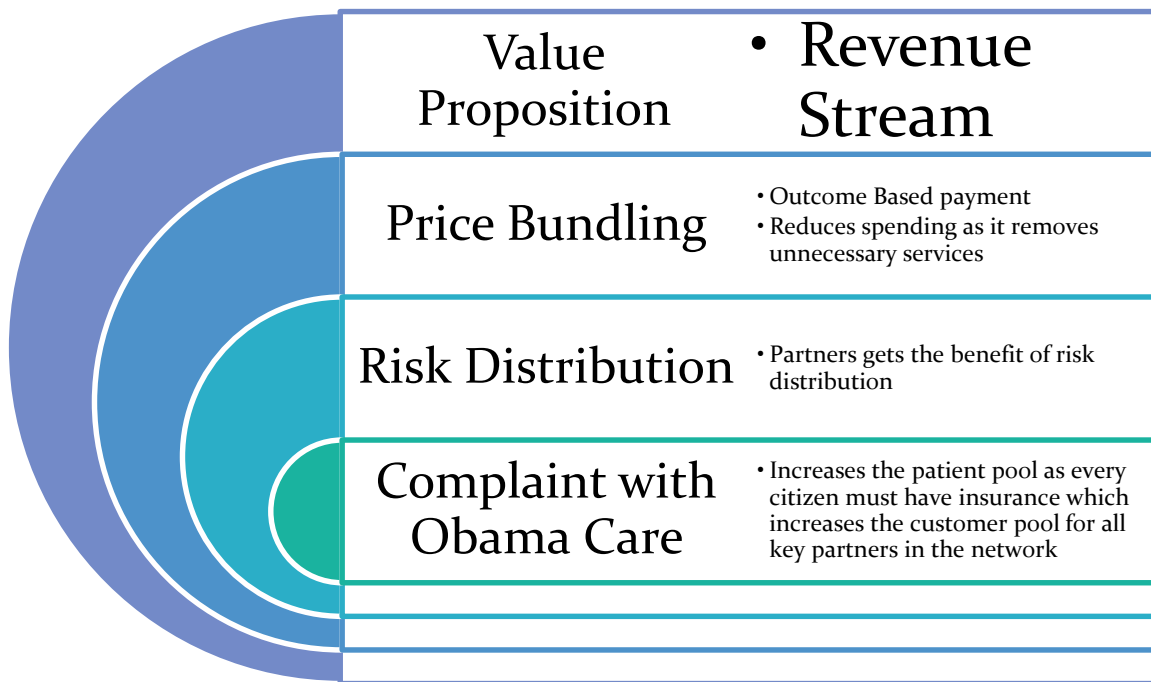 Value
Proposition
• Revenue
Stream
Price Bundling
• Outcome Based payment
• Reduces spending as it removes
unnecessary services
Risk Distribution
• Partners gets the benefit of risk
distribution
Complaint with
Obama Care
• Increases the patient pool as every
citizen must have insurance which
increases the customer pool for all
key partners in the network